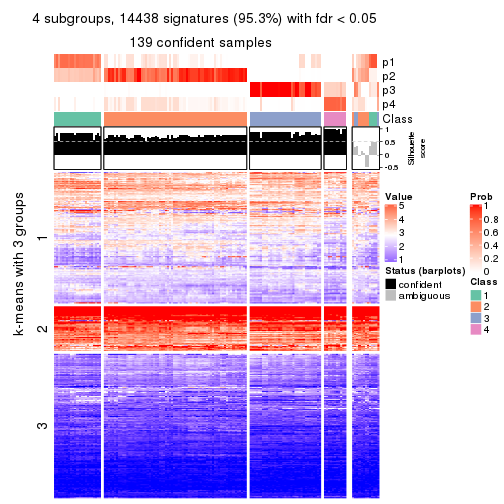 4 subgroups, 14438 signatures (95.3%) with fdr < 0.05
139 confident samples
p1
p2
p3
p4
Class
1
0.5
0
-0.5
Silhouette
score
k-means with 3 groups
1
2
3
Value
5
4
3
2
1
Status (barplots)
confident
ambiguous
Prob
1
0.8
0.6
0.4
0.2
0
Class
1
2
3
4